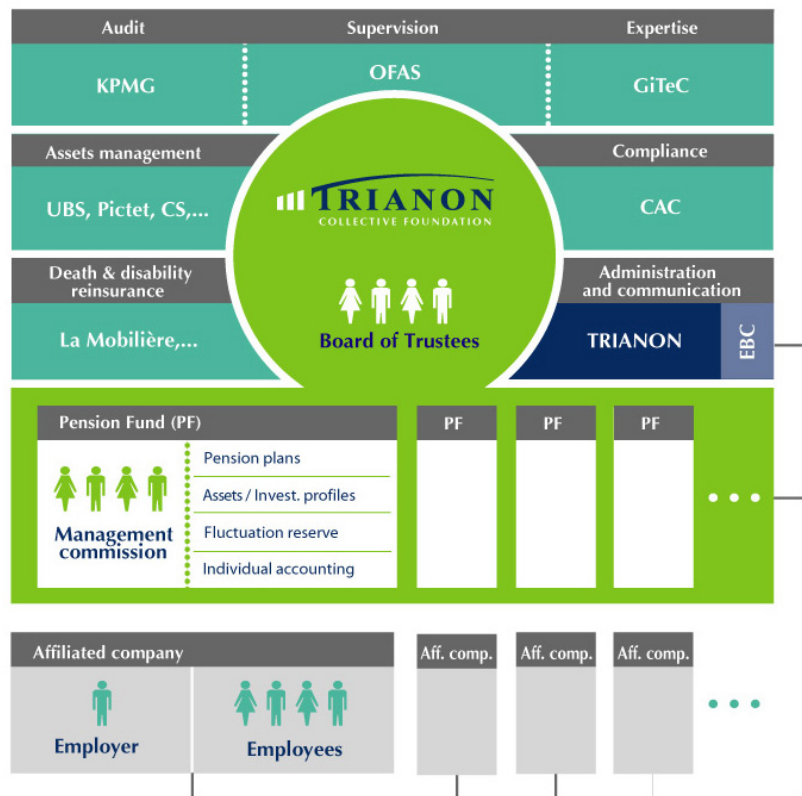 Audit
Supervision
Expertise
KPMG
OFAS
GiTeC
Assets management
Compliance
UBS, Pictet, CS,...
CAC
TRIANON
COLLECTIVE FOUNDATION
Death & disability
reinsurance
Administration
and communication
La Mobilière,...
Board of Trustees
TRIANON
EBC
Pension Fund (PF)
PF
PF
PF
Management
commission
Pension plans
Assets / Invest. profiles
Fluctuation reserve
Individual accounting
Affiliated company
Aff. comp.
Aff. comp.
Aff. comp.
Employer
Employees